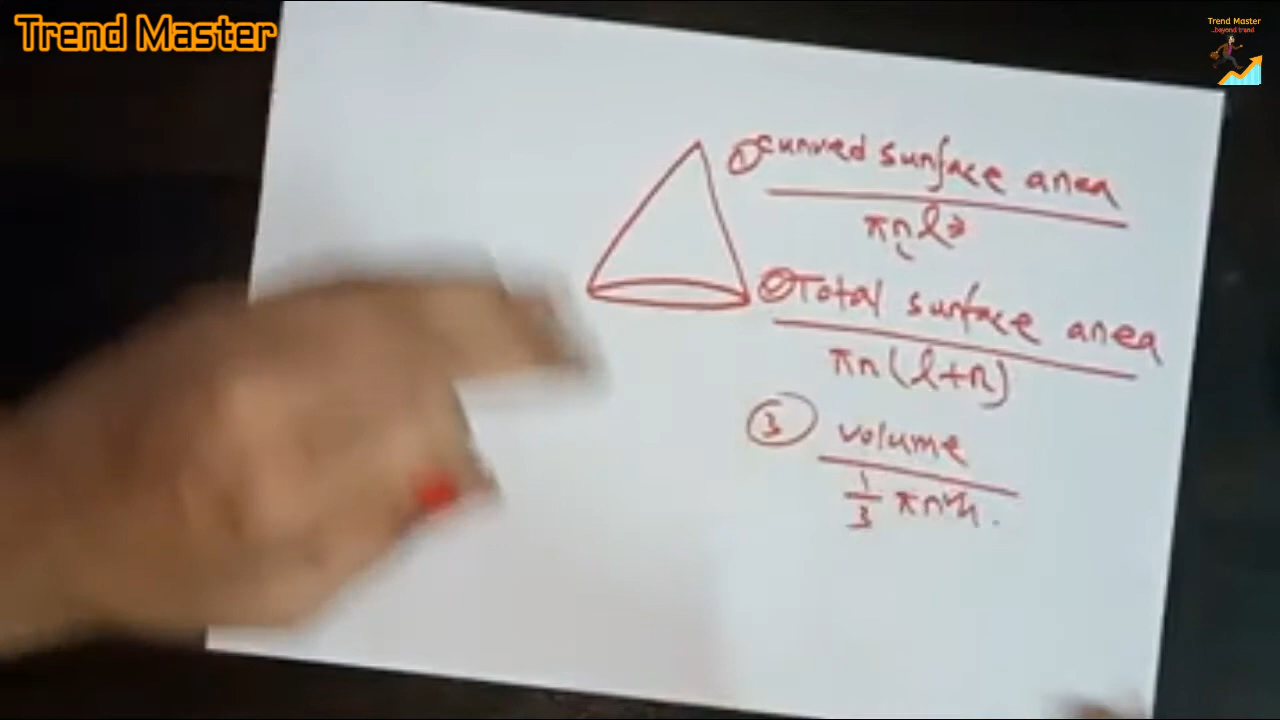 Trend Master
Trend Master
...beyond trend
① curved surface area
πrl
② Total surface area
πr(l+r)
③ volume
1/3 πr²h.